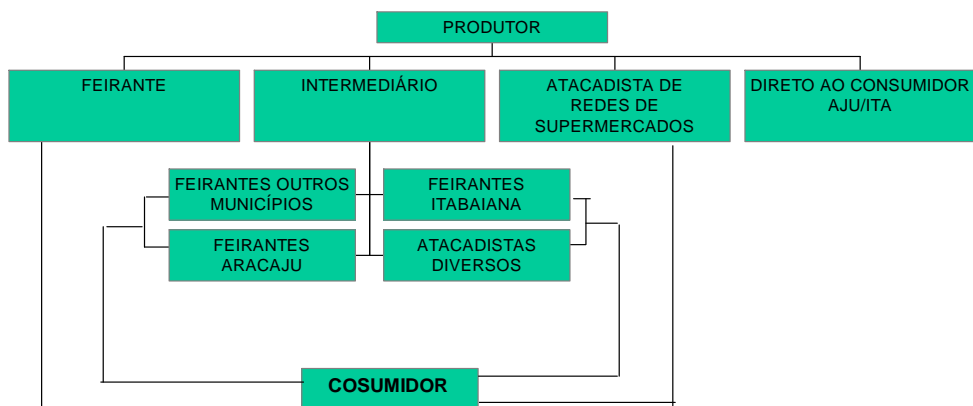 PRODUTOR
FEIRANTE
INTERMEDIÁRIO
ATACADISTA DE
REDES DE
SUPERMERCADOS
DIRETO AO CONSUMIDOR
AJU/ITA
FEIRANTES OUTROS
MUNICÍPIOS
FEIRANTES
ITABAIANA
FEIRANTES
ARACAJU
ATACADISTAS
DIVERSOS
COSUMIDOR